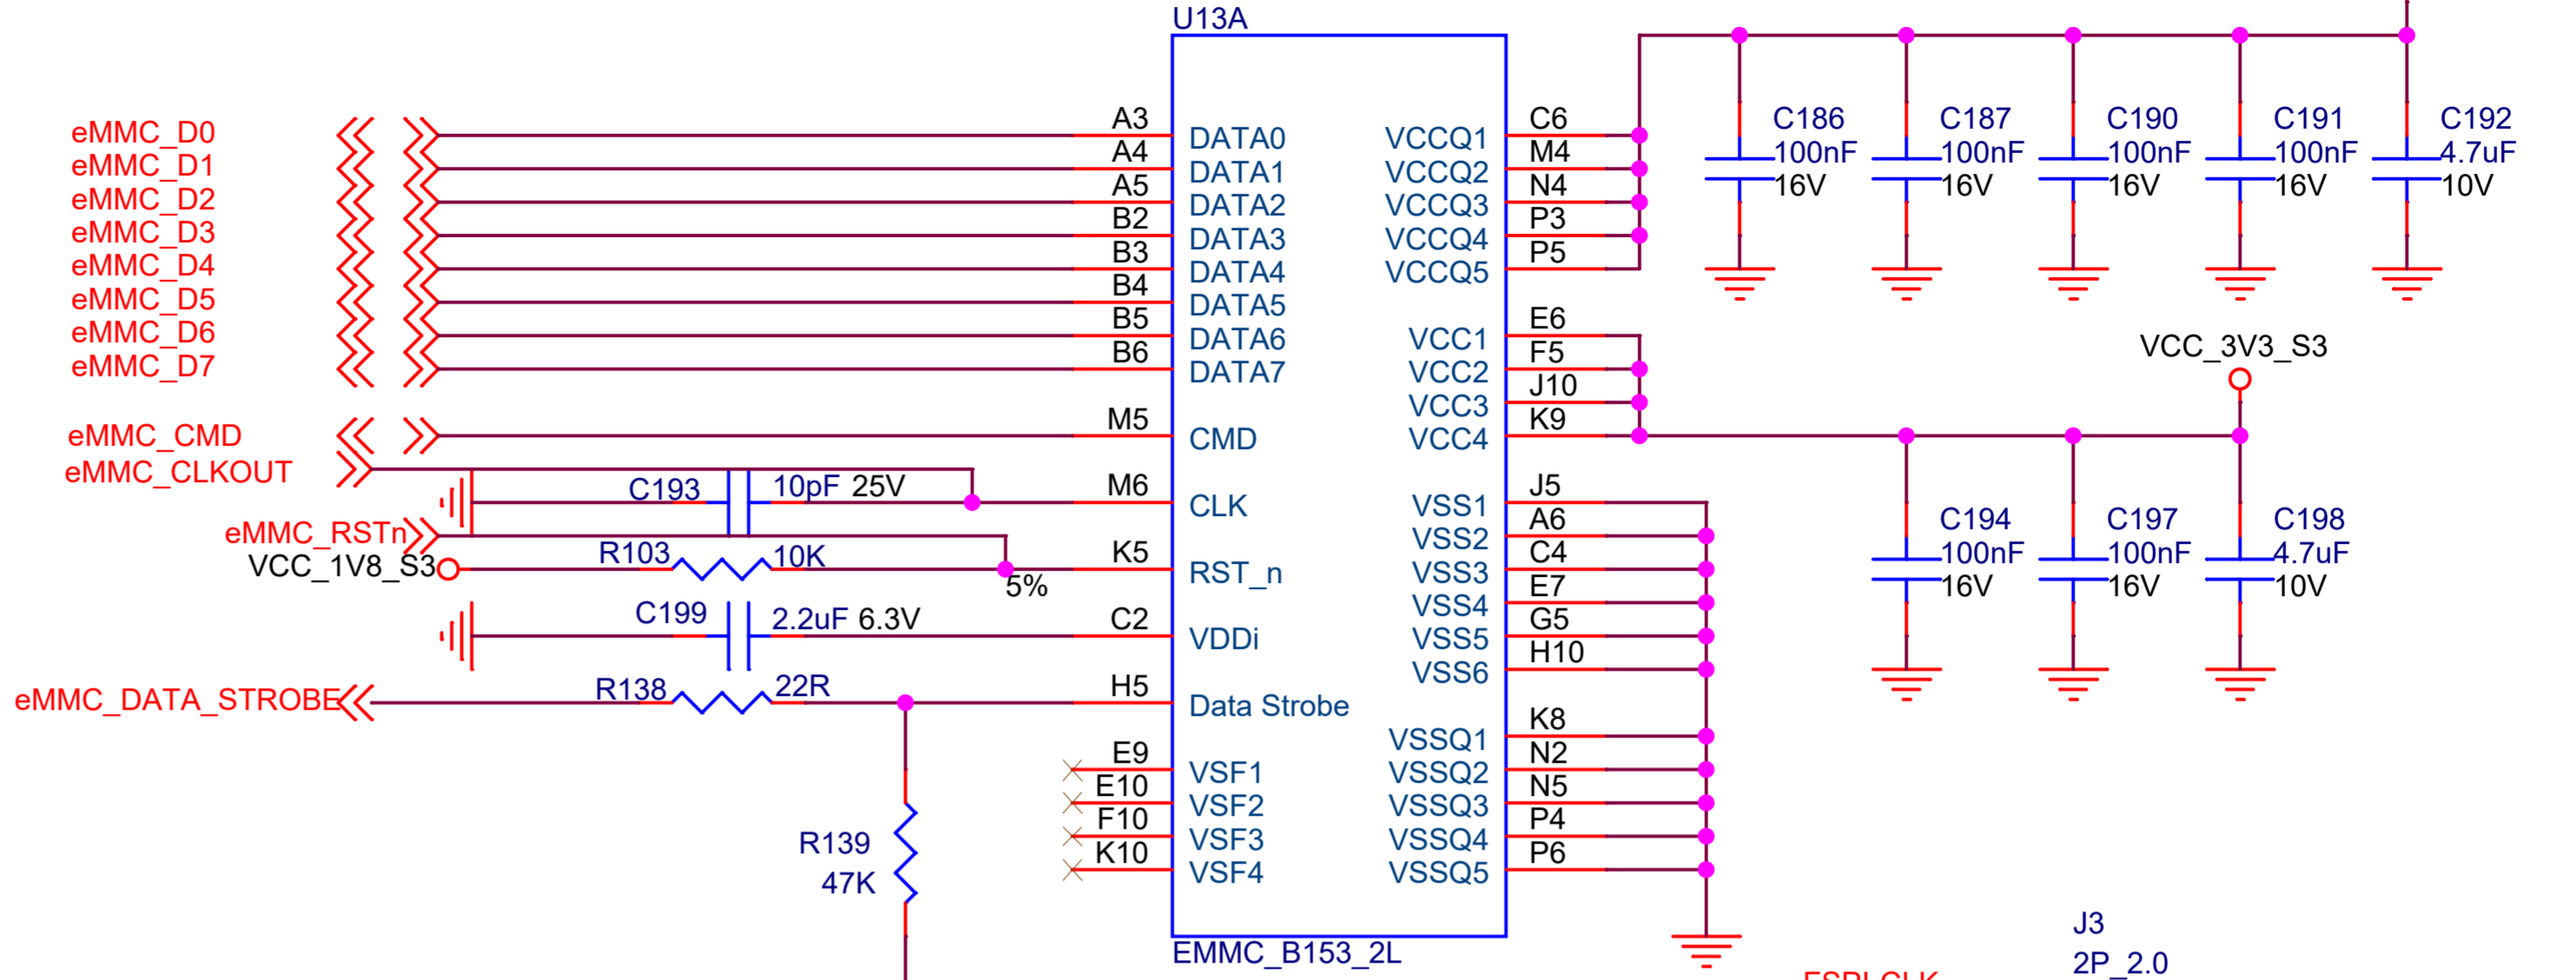 U13A
eMMC_D0
eMMC_D1
eMMC_D2
eMMC_D3
eMMC_D4
eMMC_D5
eMMC_D6
eMMC_D7
eMMC_CMD
eMMC_CLKOUT
C193 10pF 25V
eMMC_RSTn
VCC_1V8_S3 R103 10K 5%
C199 2.2uF 6.3V
eMMC_DATA_STROBE R138 22R
R139
47K
A3 DATA0
A4 DATA1
A5 DATA2
B2 DATA3
B3 DATA4
B4 DATA5
B5 DATA6
B6 DATA7
M5 CMD
M6 CLK
K5 RST_n
C2 VDDi
H5 Data Strobe
E9 VSF1
E10 VSF2
F10 VSF3
K10 VSF4
VCCQ1 C6
VCCQ2 M4
VCCQ3 N4
VCCQ4 P3
VCCQ5 P5
VCC1 E6
VCC2 F5
VCC3 J10
VCC4 K9
VSS1 J5
VSS2 A6
VSS3 C4
VSS4 E7
VSS5 G5
VSS6 H10
VSSQ1 K8
VSSQ2 N2
VSSQ3 N5
VSSQ4 P4
VSSQ5 P6
EMMC_B153_2L
C186
100nF
16V
C187
100nF
16V
C190
100nF
16V
C191
100nF
16V
C192
4.7uF
10V
VCC_3V3_S3
C194
100nF
16V
C197
100nF
16V
C198
4.7uF
10V
J3
2P_2.0